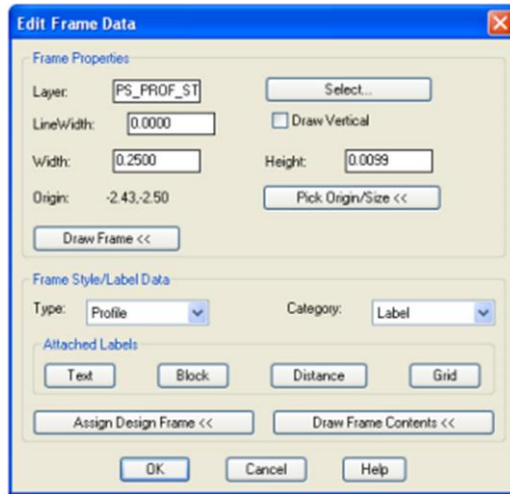 Edit Frame Data
Frame Properties
Layer: PS_PROF_ST Select...
LineWidth: 0.0000 Draw Vertical
Width: 0.2500 Height: 0.0099
Origin: -2.43,-2.50 Pick Origin/Size <<
Draw Frame <<
Frame Style/Label Data
Type: Profile Category: Label
Attached Labels
Text Block Distance Grid
Assign Design Frame << Draw Frame Contents <<
OK Cancel Help